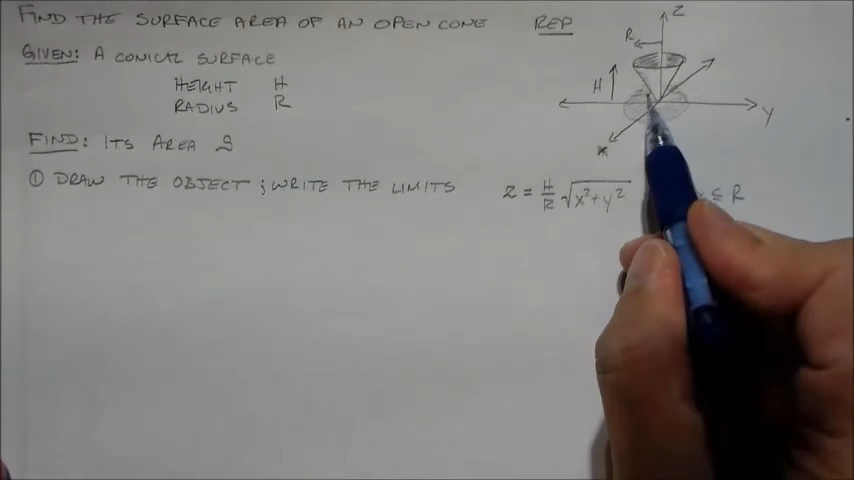 FIND THE SURFACE AREA OF AN OPEN CONE REP
GIVEN: A CONICAL SURFACE
HEIGHT H
RADIUS R
FIND: ITS AREA S
① DRAW THE OBJECT; WRITE THE LIMITS
Z = H/R √x²+y²
≤ R
Z
R
H
Y
X